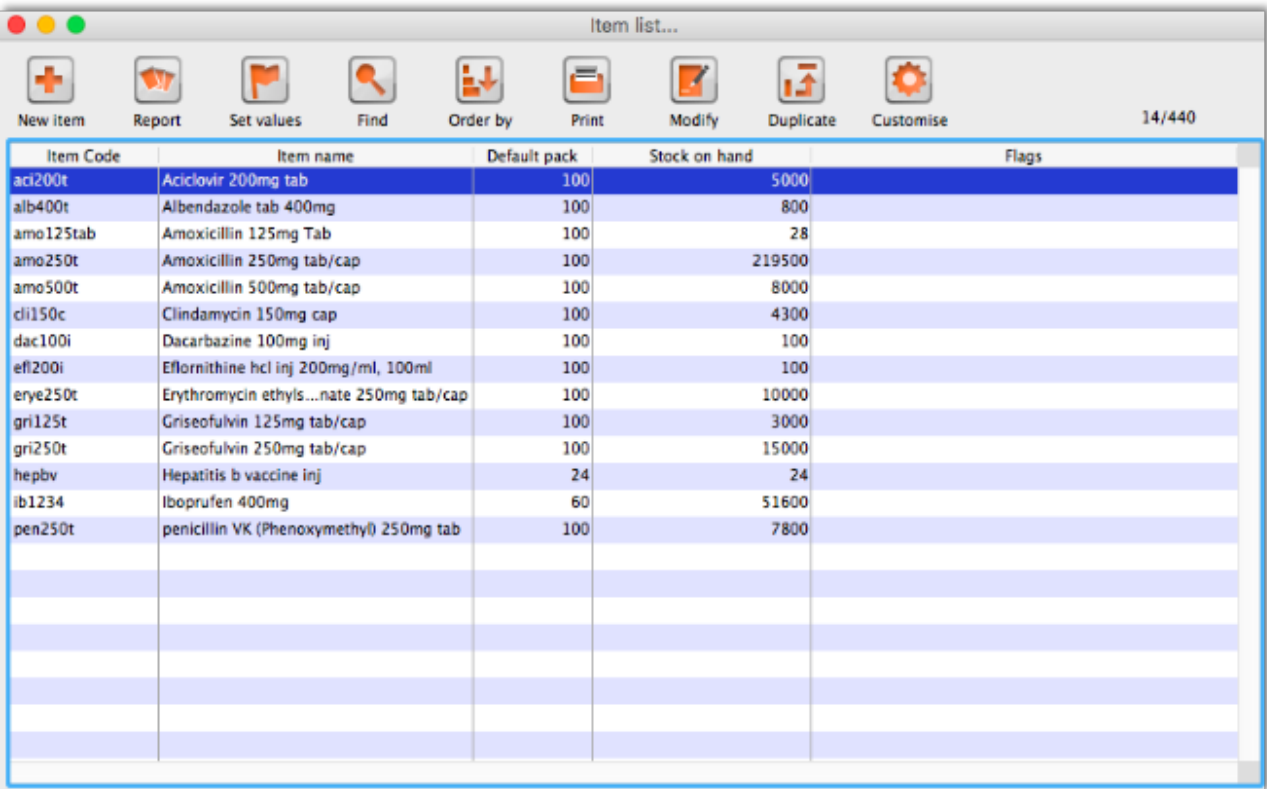 Item list...
New item Report Set values Find Order by Print Modify Duplicate Customise 14/440
Item Code Item name Default pack Stock on hand Flags
aci200t Aciclovir 200mg tab 100 5000
alb400t Albendazole tab 400mg 100 800
amo125tab Amoxicillin 125mg Tab 100 28
amo250t Amoxicillin 250mg tab/cap 100 219500
amo500t Amoxicillin 500mg tab/cap 100 8000
cli150c Clindamycin 150mg cap 100 4300
dac100i Dacarbazine 100mg inj 100 100
efl200i Eflornithine hcl inj 200mg/ml, 100ml 100 100
erye250t Erythromycin ethyls...nate 250mg tab/cap 100 10000
gri125t Griseofulvin 125mg tab/cap 100 3000
gri250t Griseofulvin 250mg tab/cap 100 15000
hepbv Hepatitis b vaccine inj 24 24
ib1234 Iboprufen 400mg 60 51600
pen250t penicillin VK (Phenoxymethyl) 250mg tab 100 7800